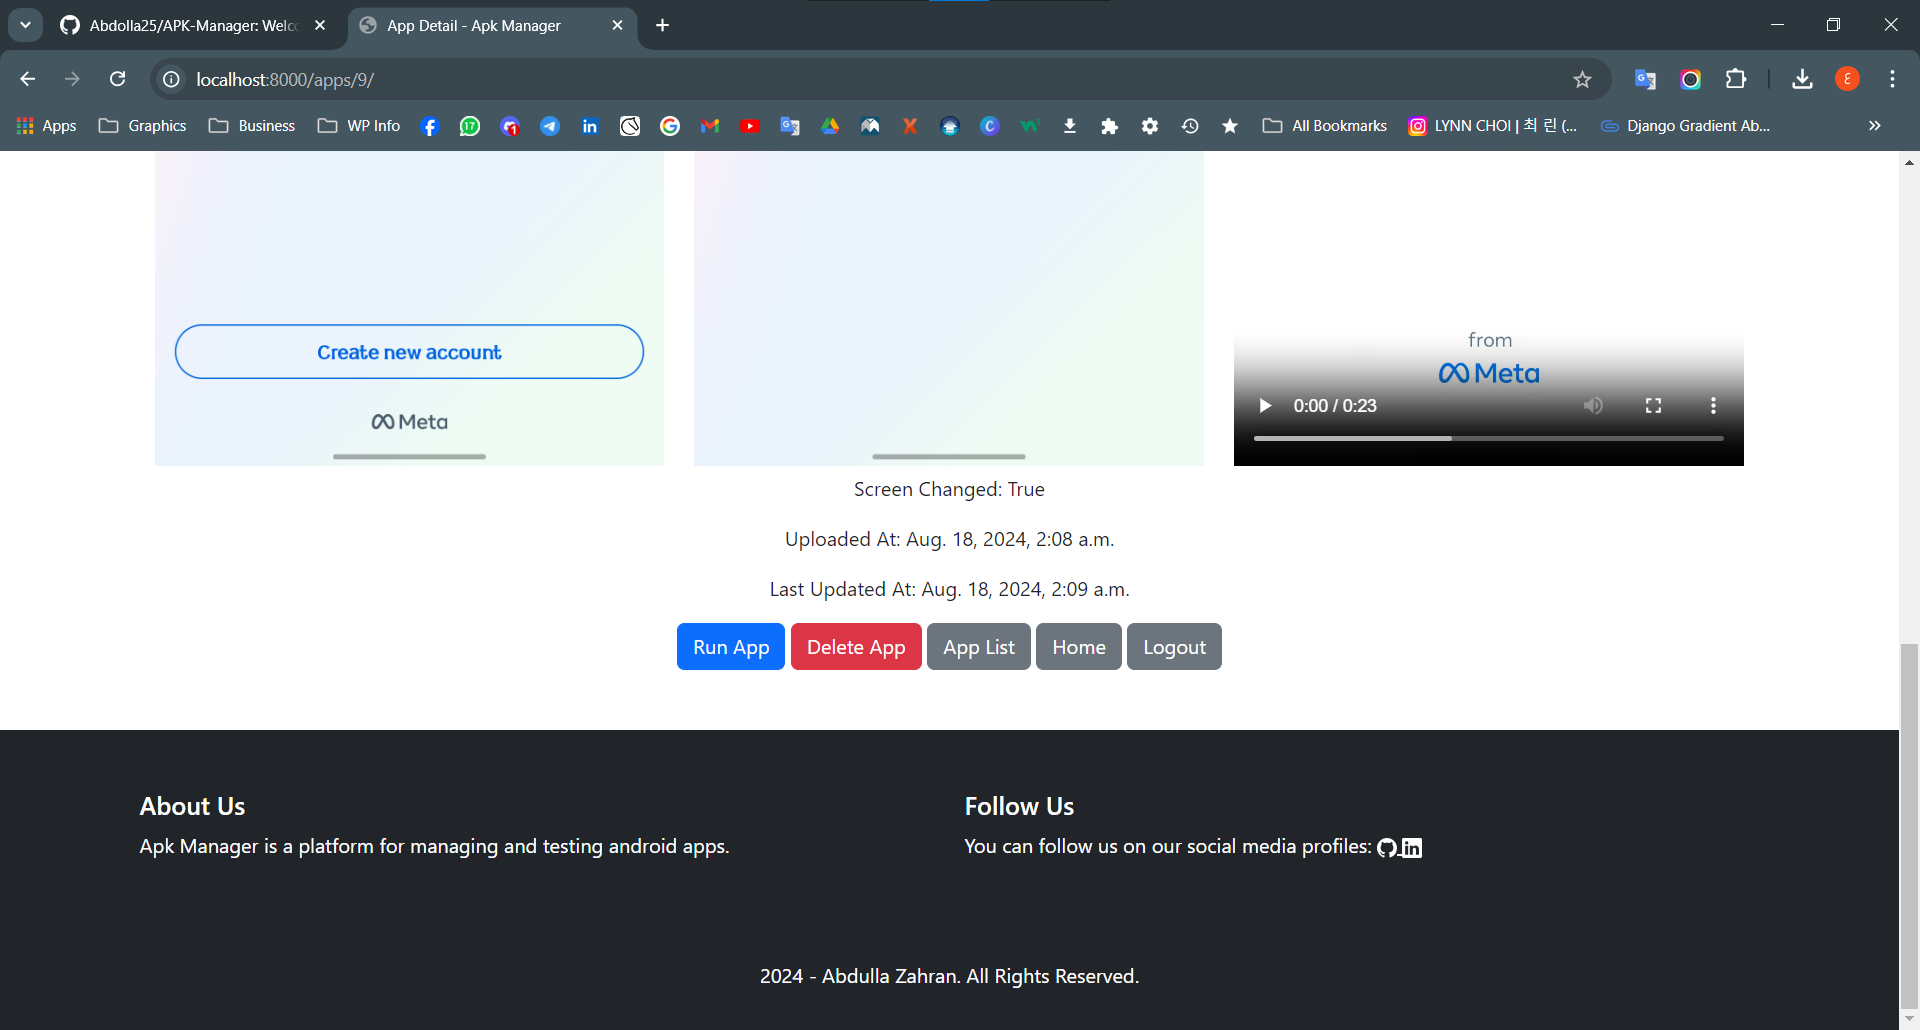 Abdolla25/APK-Manager: Welc
App Detail - Apk Manager
localhost:8000/apps/9/
Apps
Graphics
Business
WP Info
17
1
All Bookmarks
LYNN CHOI | 최 린 (...
Django Gradient Ab...
Create new account
Meta
from
Meta
0:00 / 0:23
Screen Changed: True
Uploaded At: Aug. 18, 2024, 2:08 a.m.
Last Updated At: Aug. 18, 2024, 2:09 a.m.
Run App
Delete App
App List
Home
Logout
About Us
Follow Us
Apk Manager is a platform for managing and testing android apps.
You can follow us on our social media profiles:
2024 - Abdulla Zahran. All Rights Reserved.